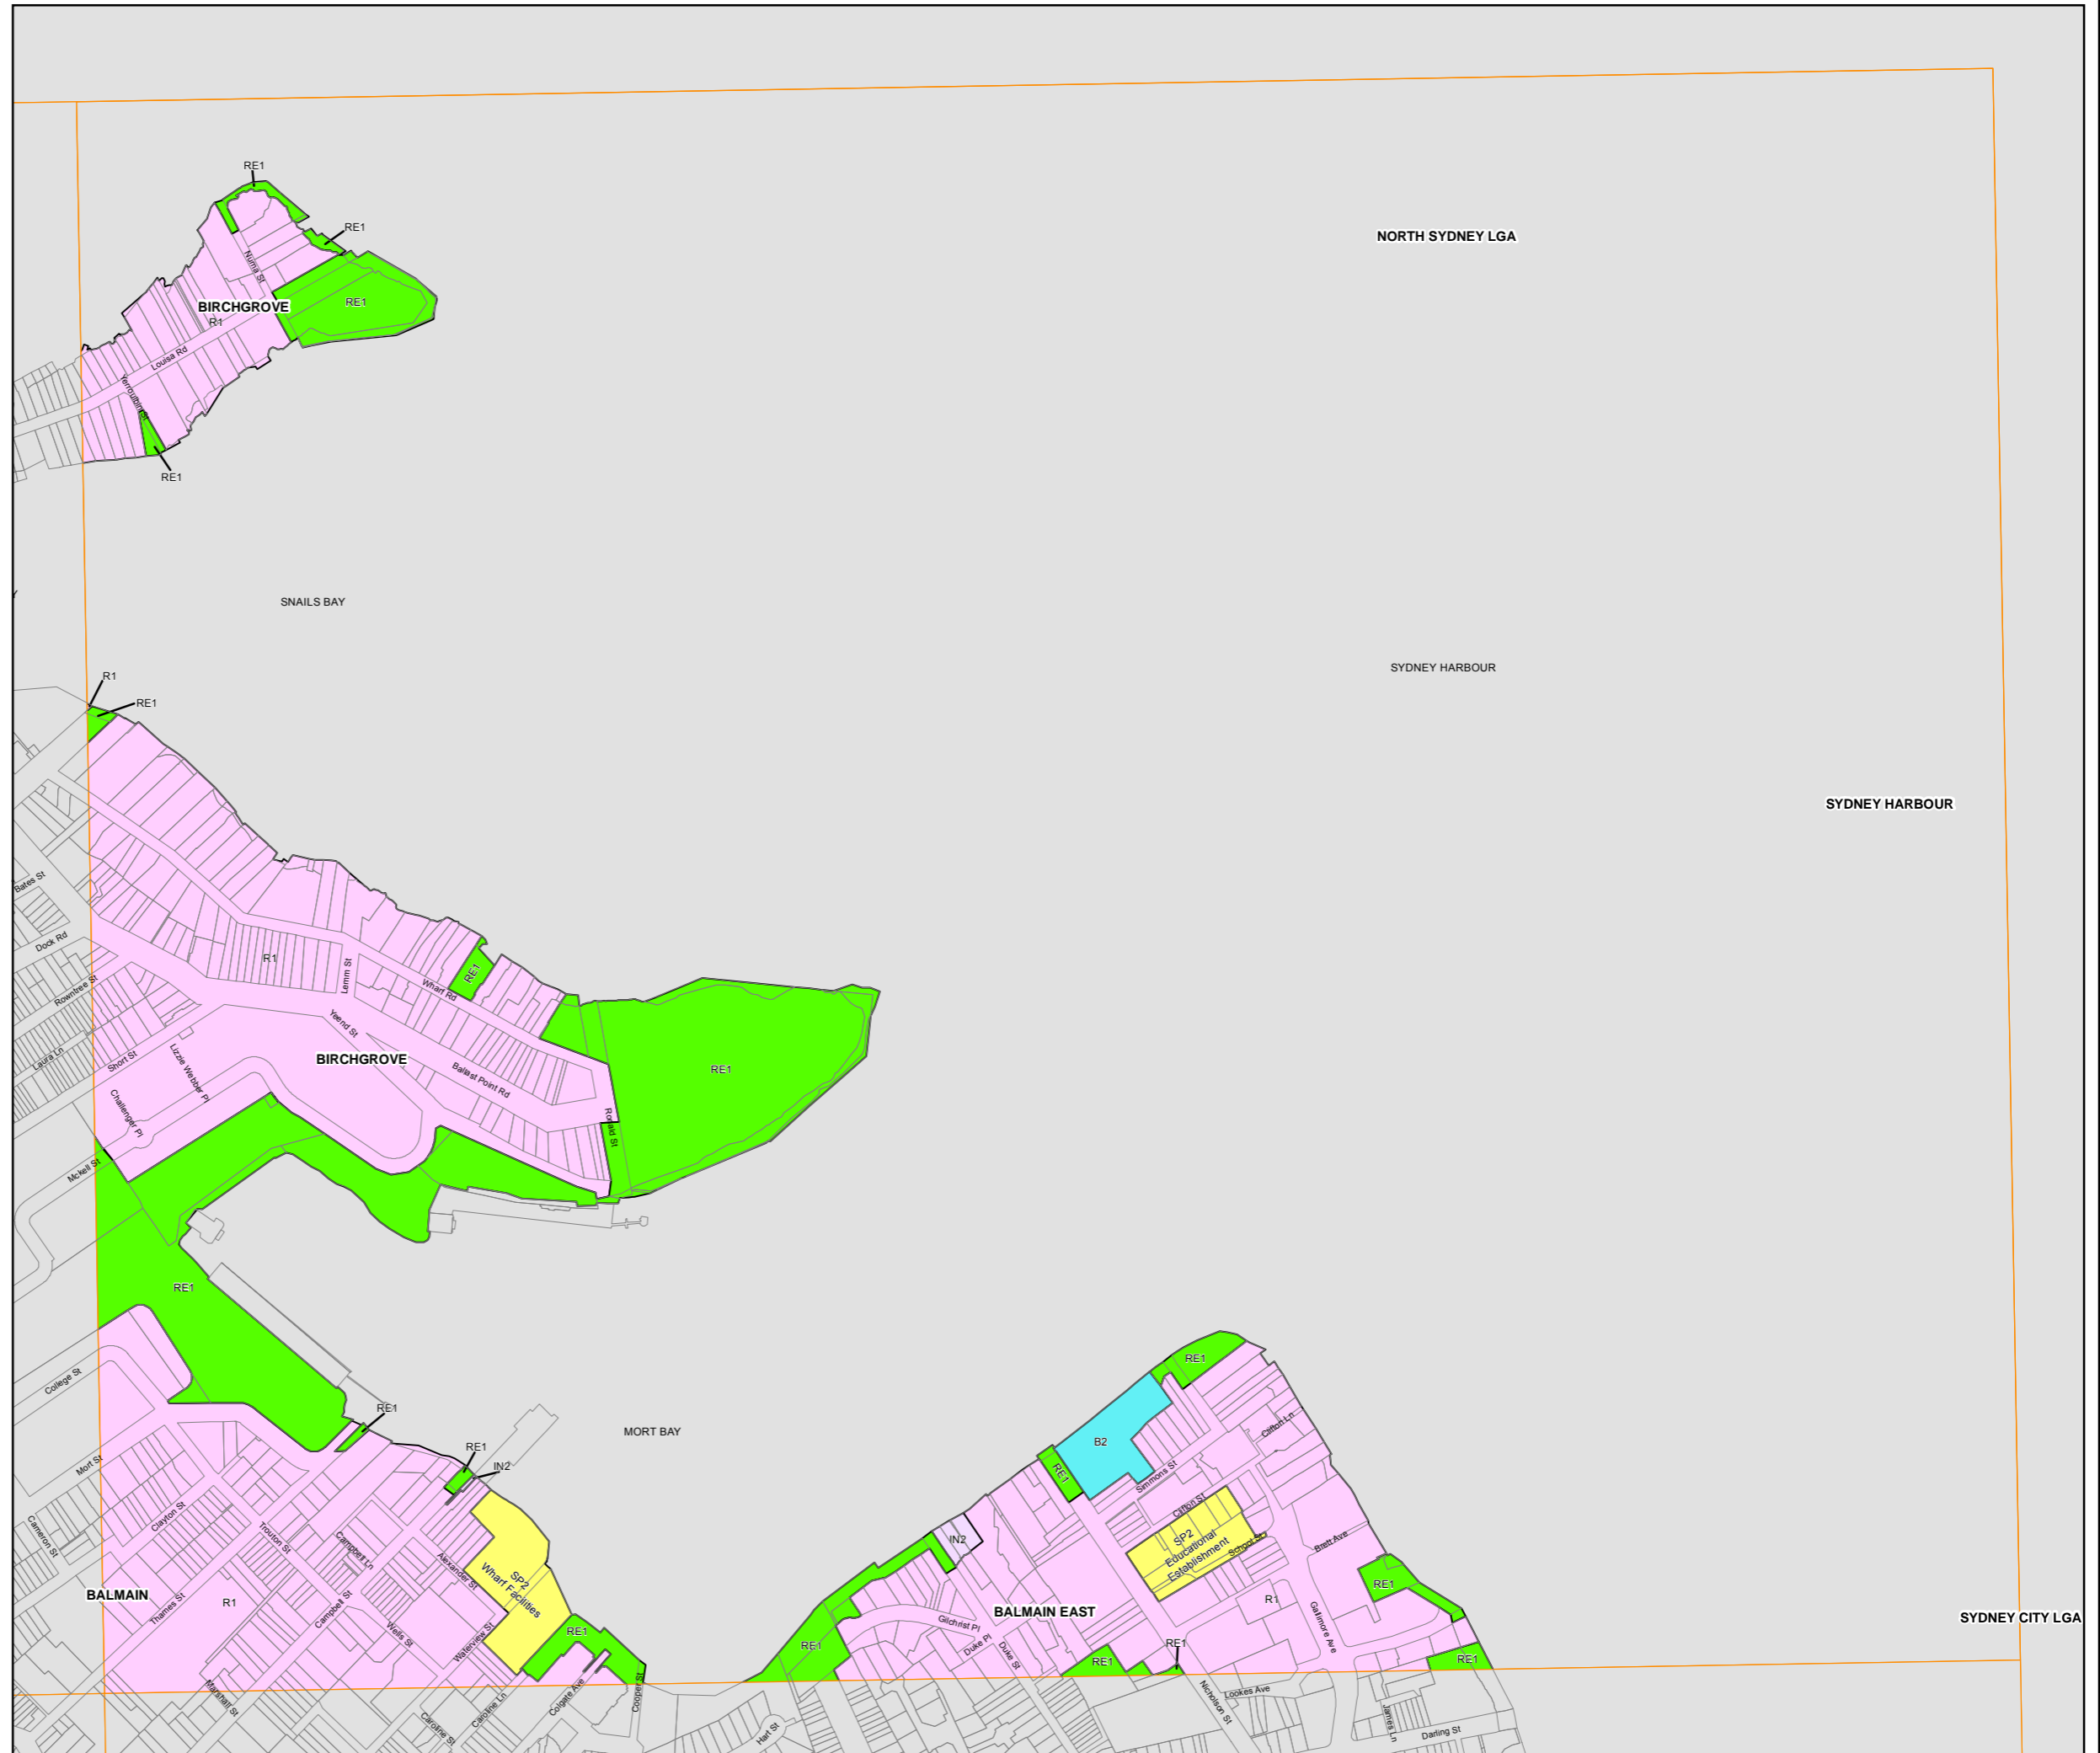 RE1
RE1
NORTH SYDNEY LGA
Numa St
BIRCHGROVE
RE1
R1
Louisa Rd
Yerroulbin St
RE1
SNAILS BAY
SYDNEY HARBOUR
R1
RE1
SYDNEY HARBOUR
Bates St
Dock Rd
R1
Lemm St
RE1
Wharf Rd
Rowntree St
Yeend St
Laura Ln
Short St
Lizzie Webber Pl
BIRCHGROVE
Ballast Point Rd
RE1
Challenger Pl
Ronald St
Mckell St
RE1
College St
RE1
MORT BAY
RE1
B2
Clifton Ln
RE1
IN2
Mort St
RE1
Simmons St
Clayton St
Cameron St
Trouton St
Campbell Ln
Clifton St
SP2
Educational
Establishment
School St
Brett Ave
IN2
Alexander St
SP2
Wharf Facilities
BALMAIN
Thames St
R1
Campbell St
Wells St
Waterview St
RE1
RE1
R1
Gallimore Ave
BALMAIN EAST
Gilchrist Pl
Duke Pl
Duke St
RE1
RE1
RE1
RE1
SYDNEY CITY LGA
Marshall St
Caroline St
Caroline Ln
Colgate Ave
Cooper St
Hart St
Nicholson St
Lookes Ave
James Ln
Darling St